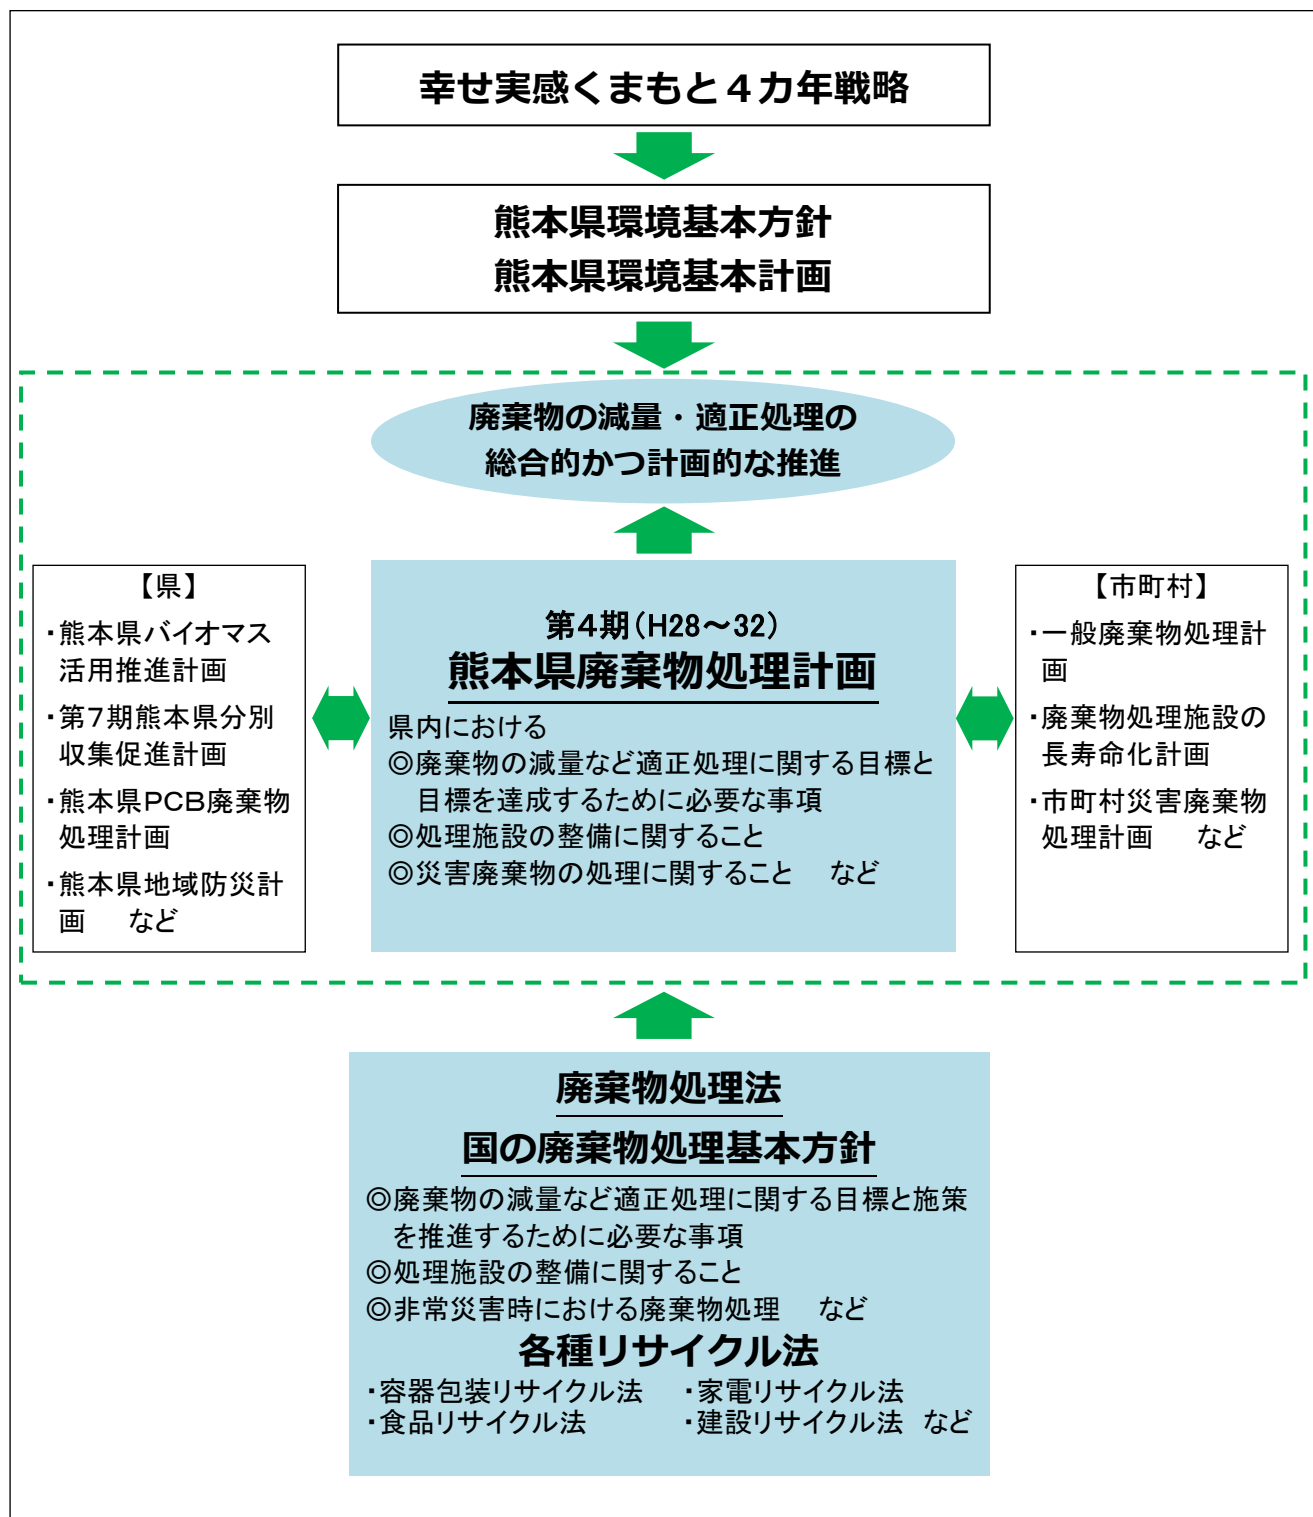 幸せ実感くまもと４カ年戦略
熊本県環境基本方針
熊本県環境基本計画
廃棄物の減量・適正処理の
総合的かつ計画的な推進
【県】
・熊本県バイオマス
活用推進計画
・第7期熊本県分別
収集促進計画
・熊本県PCB廃棄物
処理計画
・熊本県地域防災計
画　など
第４期（H28～32）
熊本県廃棄物処理計画
県内における
◎廃棄物の減量など適正処理に関する目標と
目標を達成するために必要な事項
◎処理施設の整備に関すること
◎災害廃棄物の処理に関すること　など
【市町村】
・一般廃棄物処理計
画
・廃棄物処理施設の
長寿命化計画
・市町村災害廃棄物
処理計画　など
廃棄物処理法
国の廃棄物処理基本方針
◎廃棄物の減量など適正処理に関する目標と施策
を推進するために必要な事項
◎処理施設の整備に関すること
◎非常災害時における廃棄物処理　など
各種リサイクル法
・容器包装リサイクル法　・家電リサイクル法
・食品リサイクル法　・建設リサイクル法　など